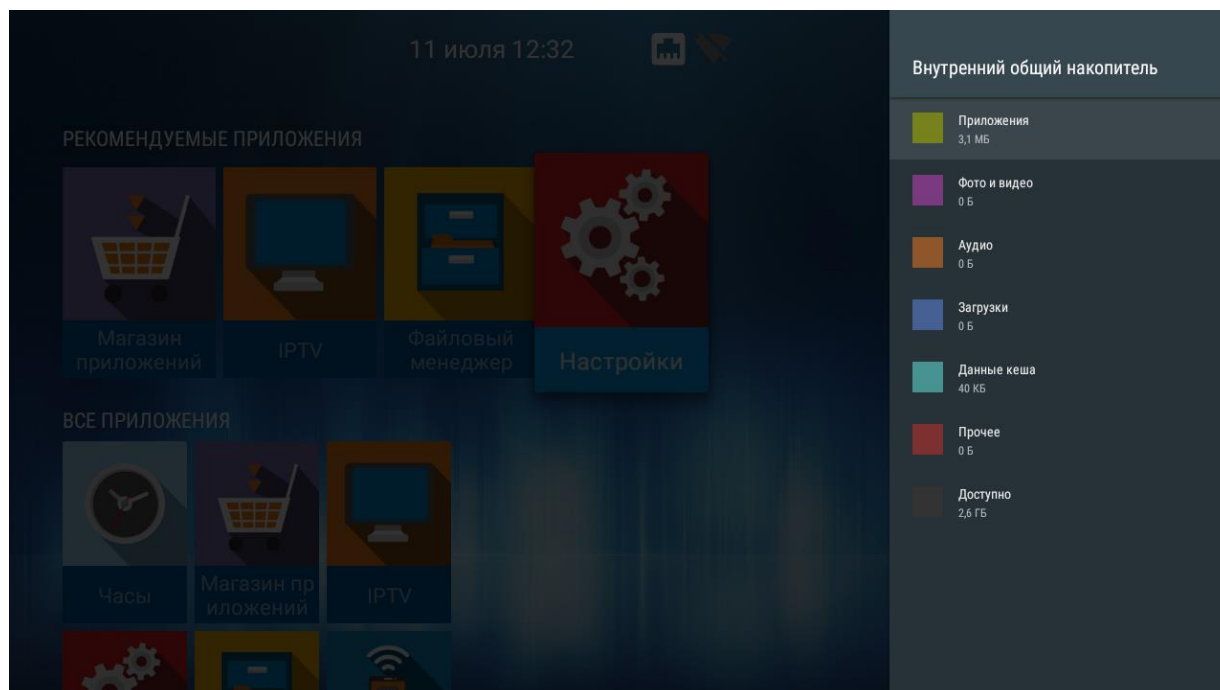 11 июля 12:32
РЕКОМЕНДУЕМЫЕ ПРИЛОЖЕНИЯ
Магазин
приложений
IPTV
Файловый
менеджер
Настройки
ВСЕ ПРИЛОЖЕНИЯ
Часы
Магазин пр
иложений
IPTV
Внутренний общий накопитель
Приложения
3,1 МБ
Фото и видео
0 Б
Аудио
0 Б
Загрузки
0 Б
Данные кеша
40 КБ
Прочее
0 Б
Доступно
2,6 ГБ